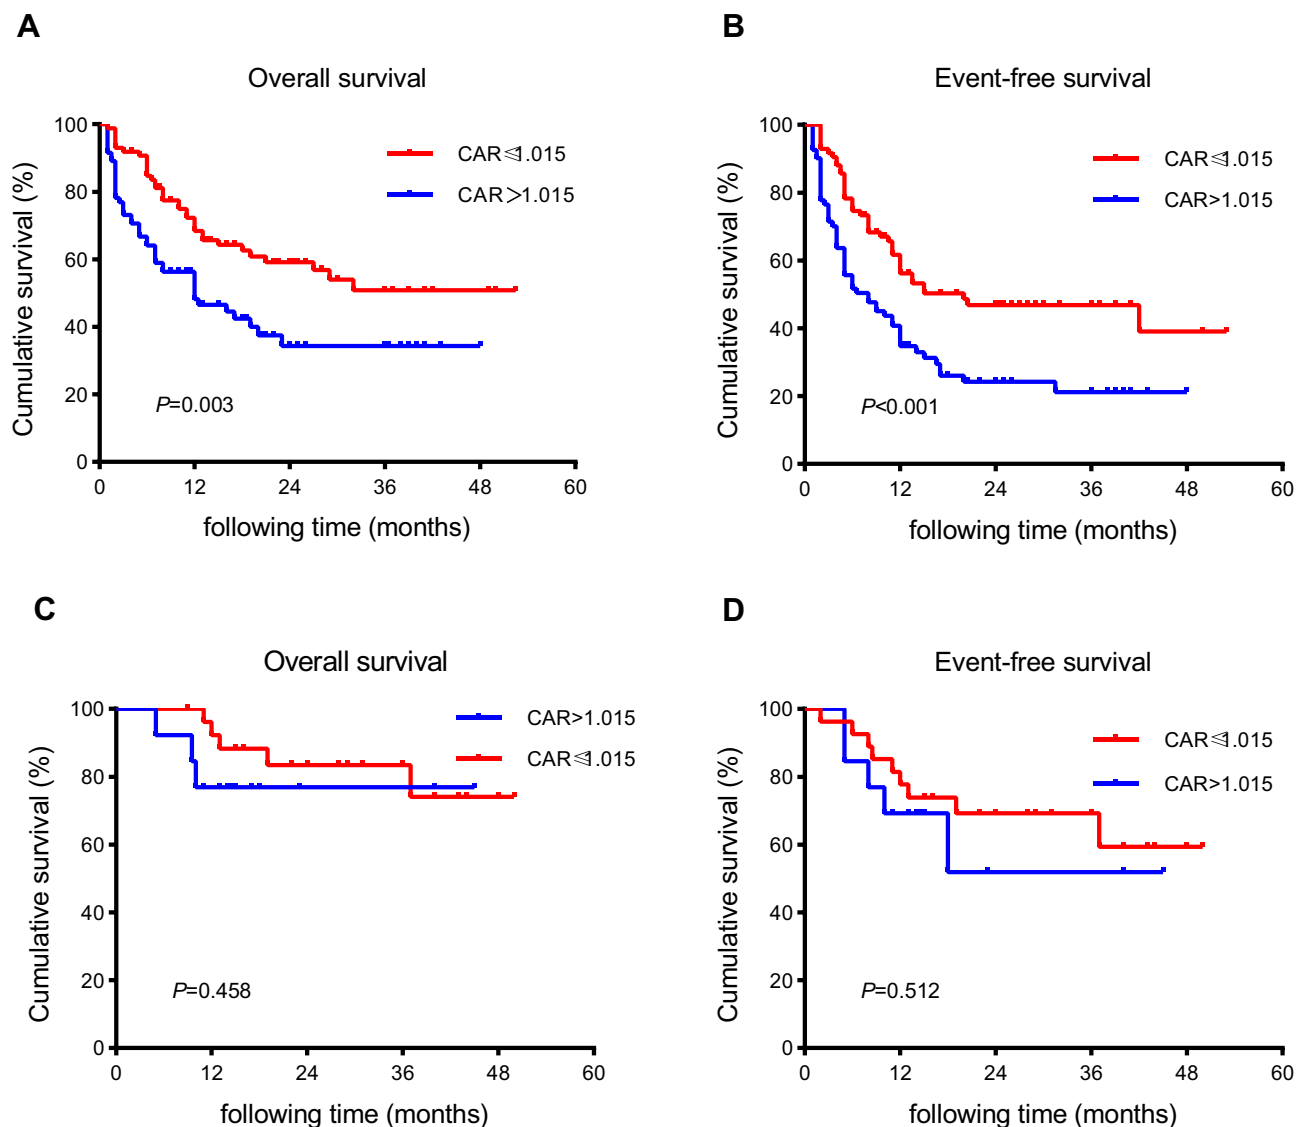 A
Overall survival
CAR≤1.015
CAR>1.015
Cumulative survival (%)
100
80
60
40
20
0
P=0.003
0 12 24 36 48 60
following time (months)
B
Event-free survival
CAR≤1.015
CAR>1.015
Cumulative survival (%)
100
80
60
40
20
0
P<0.001
0 12 24 36 48 60
following time (months)
C
Overall survival
CAR>1.015
CAR≤1.015
Cumulative survival (%)
100
80
60
40
20
0
P=0.458
0 12 24 36 48 60
following time (months)
D
Event-free survival
CAR≤1.015
CAR>1.015
Cumulative survival (%)
100
80
60
40
20
0
P=0.512
0 12 24 36 48 60
following time (months)